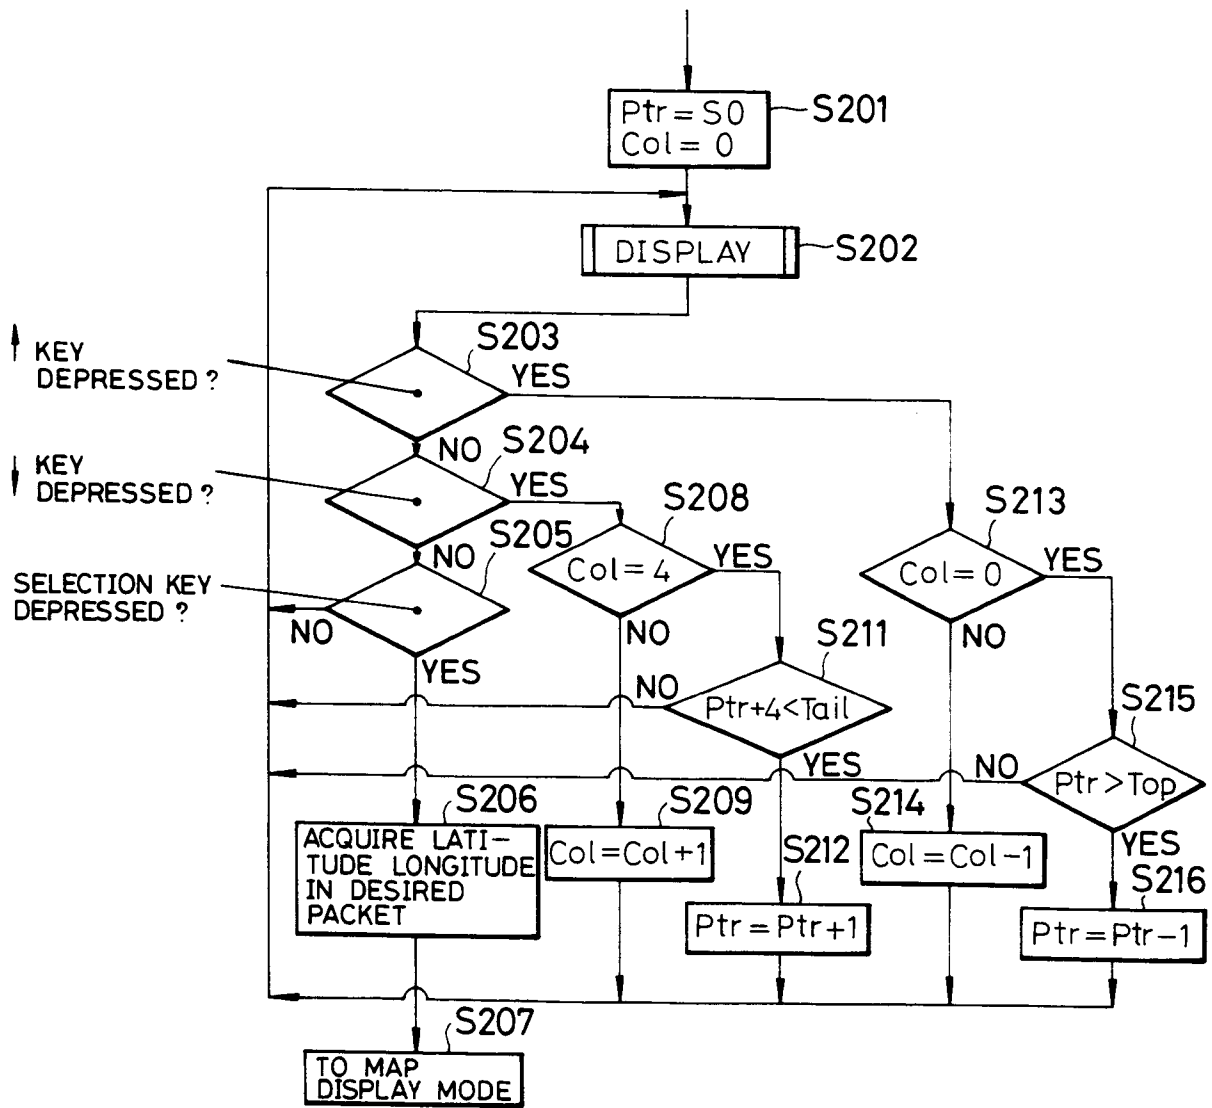 Ptr = S0
Col = 0
S201
DISPLAY
S202
↑ KEY
DEPRESSED ?
S203
YES
NO
↓ KEY
DEPRESSED ?
S204
YES
NO
SELECTION KEY
DEPRESSED ?
S205
NO
YES
S208
Col = 4
YES
NO
S213
Col = 0
YES
NO
S211
Ptr+4<Tail
NO
YES
S215
Ptr > Top
NO
YES
S206
ACQUIRE LATI-
TUDE LONGITUDE
IN DESIRED
PACKET
S209
Col = Col+1
S212
Ptr = Ptr+1
S214
Col = Col-1
S216
Ptr = Ptr-1
S207
TO MAP
DISPLAY MODE